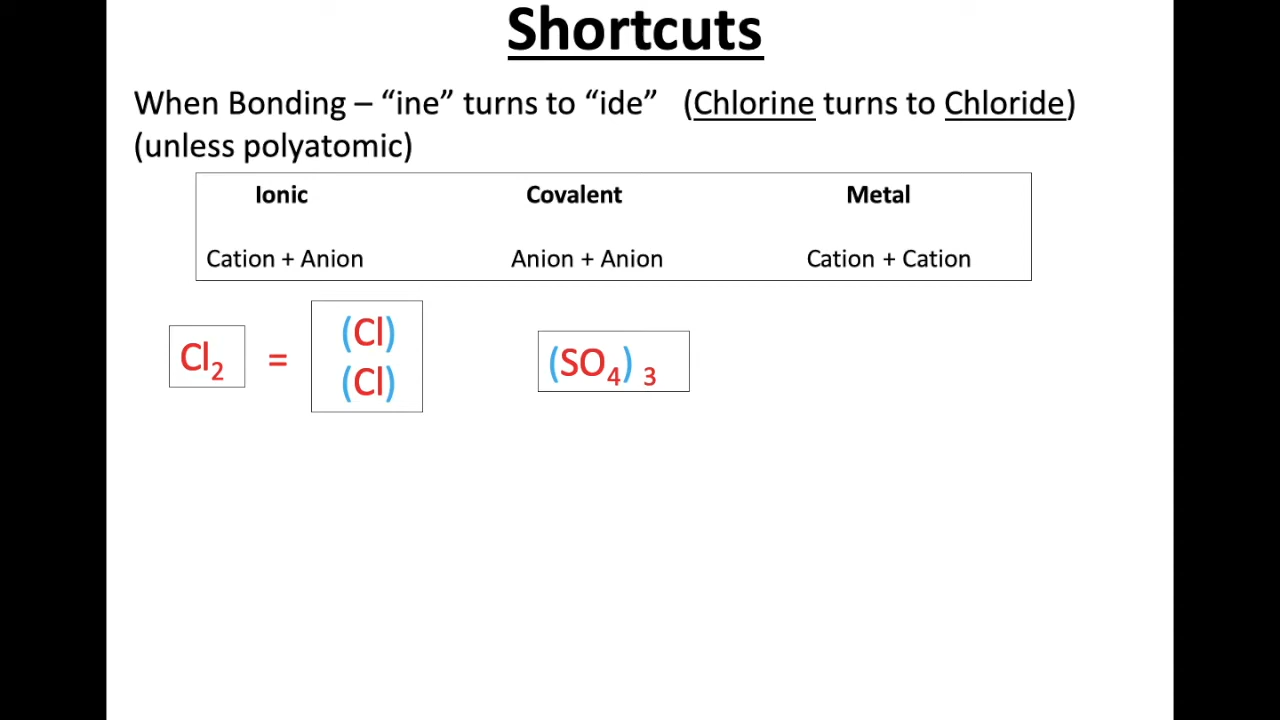 Shortcuts
When Bonding – “ine” turns to “ide” (Chlorine turns to Chloride)
(unless polyatomic)
Ionic Covalent Metal
Cation + Anion Anion + Anion Cation + Cation
Cl₂ = (Cl) (SO₄) ₃
(Cl)